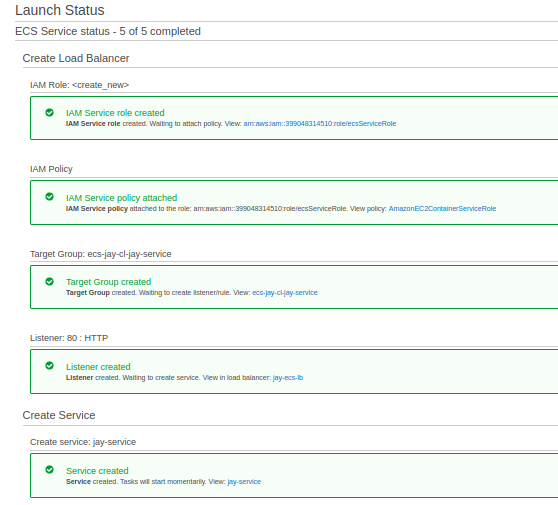 Launch Status
ECS Service status - 5 of 5 completed
Create Load Balancer
IAM Role: <create_new>
IAM Service role created
IAM Service role created. Waiting to attach policy. View: arn:aws:iam::399048314510:role/ecsServiceRole
IAM Policy
IAM Service policy attached
IAM Service policy attached to the role: arn:aws:iam::399048314510:role/ecsServiceRole. View policy: AmazonEC2ContainerServiceRole
Target Group: ecs-jay-cl-jay-service
Target Group created
Target Group created. Waiting to create listener/rule. View: ecs-jay-cl-jay-service
Listener: 80 : HTTP
Listener created
Listener created. Waiting to create service. View in load balancer: jay-ecs-lb
Create Service
Create service: jay-service
Service created
Service created. Tasks will start momentarily. View: jay-service